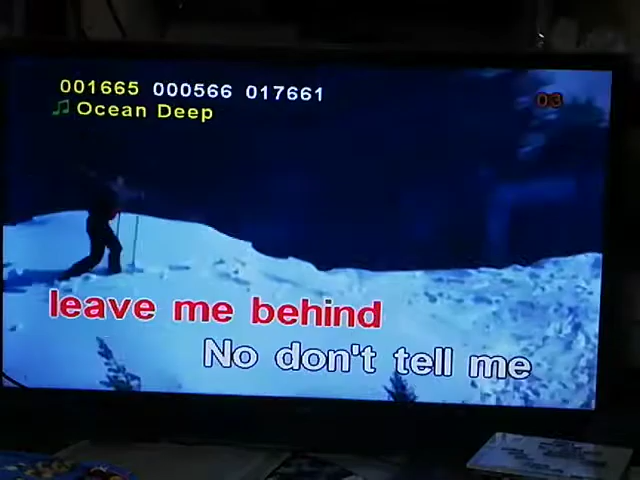 001665 000566 017661
03
Ocean Deep
leave me behind
No don't tell me